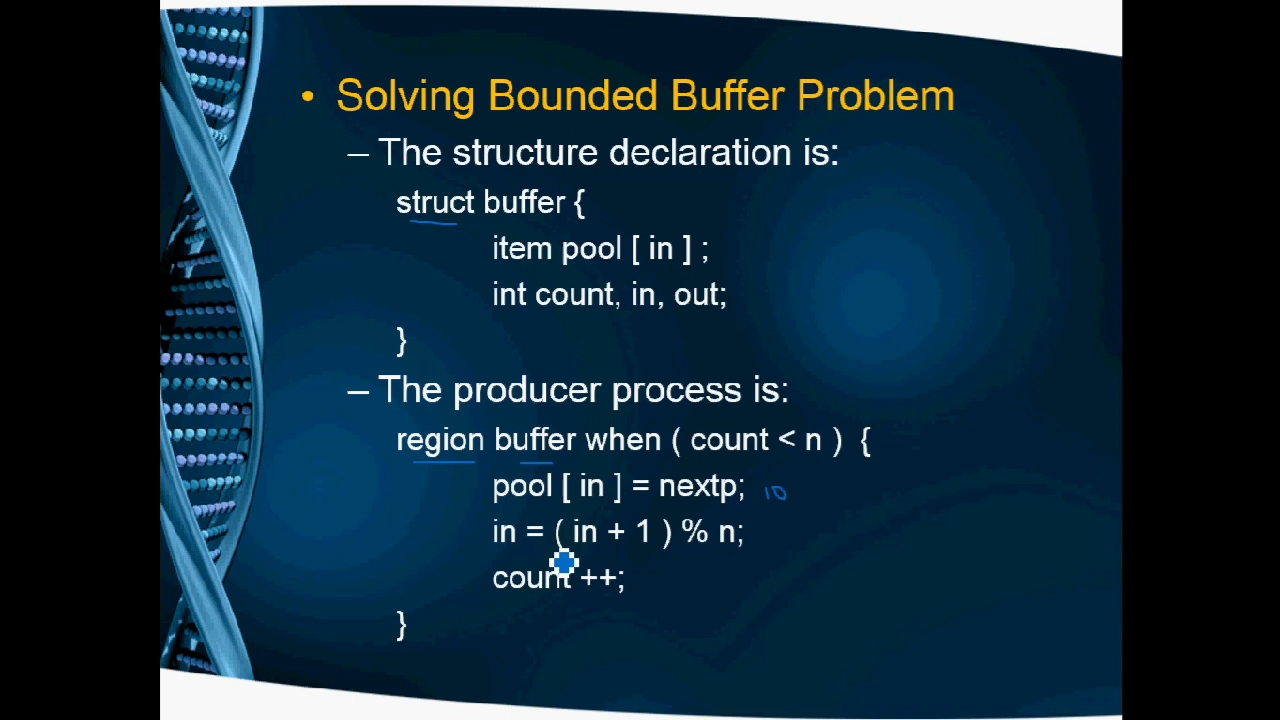 • Solving Bounded Buffer Problem
– The structure declaration is:
struct buffer {
item pool [ in ] ;
int count, in, out;
}
– The producer process is:
region buffer when ( count < n ) {
pool [ in ] = nextp; 10
in = ( in + 1 ) % n;
count ++;
}